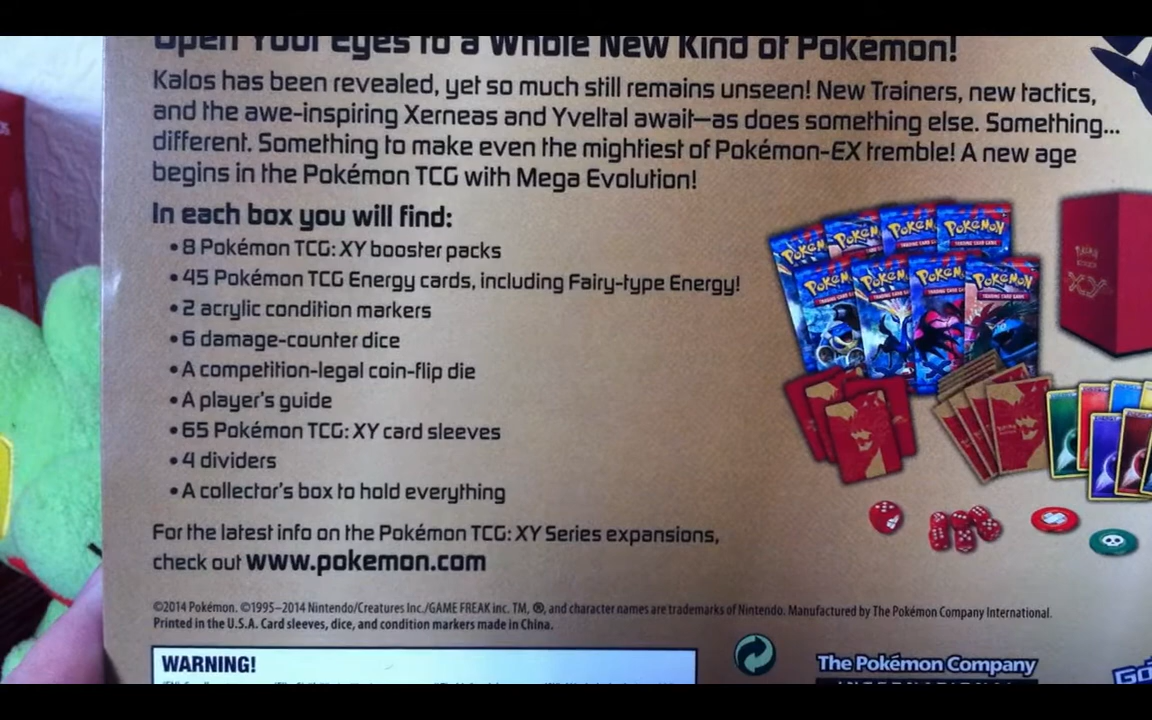 Open Your Eyes to a Whole New Kind of Pokémon!
Kalos has been revealed, yet so much still remains unseen! New Trainers, new tactics,
and the awe-inspiring Xerneas and Yveltal await—as does something else. Something...
different. Something to make even the mightiest of Pokémon-EX tremble! A new age
begins in the Pokémon TCG with Mega Evolution!
In each box you will find:
• 8 Pokémon TCG: XY booster packs
• 45 Pokémon TCG Energy cards, including Fairy-type Energy!
• 2 acrylic condition markers
• 6 damage-counter dice
• A competition-legal coin-flip die
• A player's guide
• 65 Pokémon TCG: XY card sleeves
• 4 dividers
• A collector's box to hold everything
For the latest info on the Pokémon TCG: XY Series expansions,
check out www.pokemon.com
©2014 Pokémon. ©1995–2014 Nintendo/Creatures Inc./GAME FREAK inc. TM, ®, and character names are trademarks of Nintendo. Manufactured by The Pokémon Company International.
Printed in the U.S.A. Card sleeves, dice, and condition markers made in China.
WARNING!
The Pokémon Company
XY